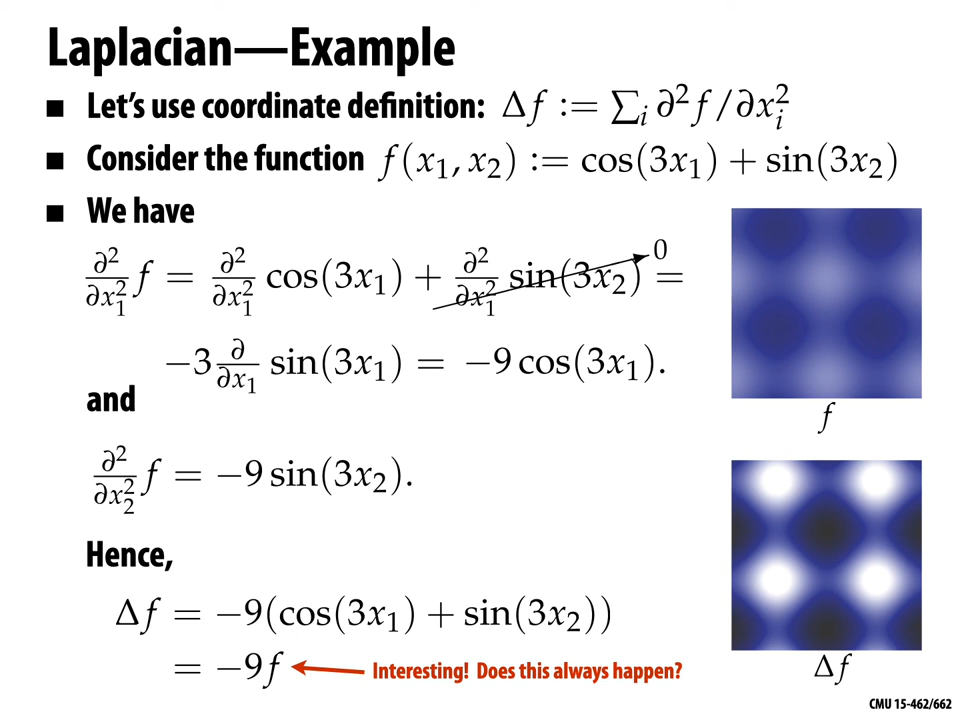 Laplacian—Example
■ Let's use coordinate definition: Δf := ∑ᵢ ∂²f/∂xᵢ²
■ Consider the function f(x₁, x₂) := cos(3x₁) + sin(3x₂)
■ We have
∂²/∂x₁² f = ∂²/∂x₁² cos(3x₁) + ∂²/∂x₁² sin(3x₂) 0 =
−3 ∂/∂x₁ sin(3x₁) = −9 cos(3x₁).
and
∂²/∂x₂² f = −9 sin(3x₂).
Hence,
Δf = −9(cos(3x₁) + sin(3x₂))
= −9f Interesting! Does this always happen?
f
Δf
CMU 15-462/662